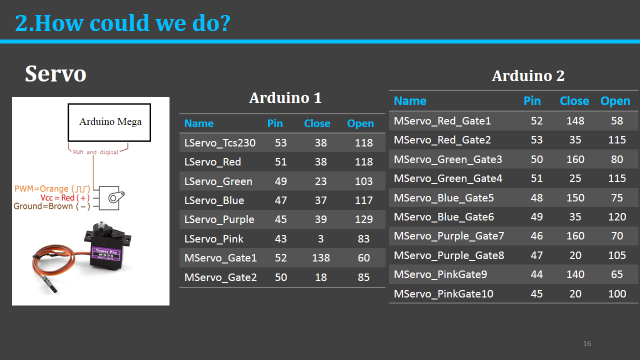 2.How could we do?
Servo
Arduino Mega
PWM and digital
PWM=Orange (⎍⎍)
Vcc=Red (+)
Ground=Brown (−)
Arduino 1
Name Pin Close Open
LServo_Tcs230 53 38 118
LServo_Red 51 38 118
LServo_Green 49 23 103
LServo_Blue 47 37 117
LServo_Purple 45 39 129
LServo_Pink 43 3 83
MServo_Gate1 52 138 60
MServo_Gate2 50 18 85
Arduino 2
Name Pin Close Open
MServo_Red_Gate1 52 148 58
MServo_Red_Gate2 53 35 115
MServo_Green_Gate3 50 160 80
MServo_Green_Gate4 51 25 115
MServo_Blue_Gate5 48 150 75
MServo_Blue_Gate6 49 35 120
MServo_Purple_Gate7 46 160 70
MServo_Purple_Gate8 47 20 105
MServo_PinkGate9 44 140 65
MServo_PinkGate10 45 20 100
16